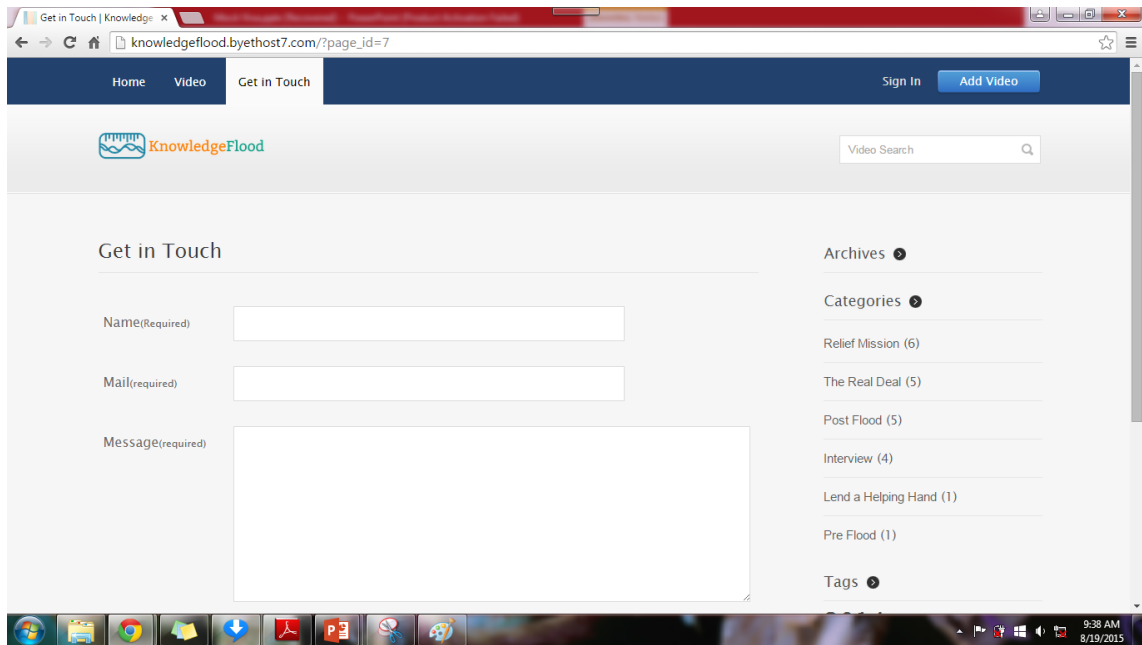 Get in Touch | Knowledge
knowledgeflood.byethost7.com/?page_id=7
Home Video Get in Touch Sign In Add Video
KnowledgeFlood
Video Search
Get in Touch
Name(Required)
Mail(required)
Message(required)
Archives
Categories
Relief Mission (6)
The Real Deal (5)
Post Flood (5)
Interview (4)
Lend a Helping Hand (1)
Pre Flood (1)
Tags
9:38 AM
8/19/2015